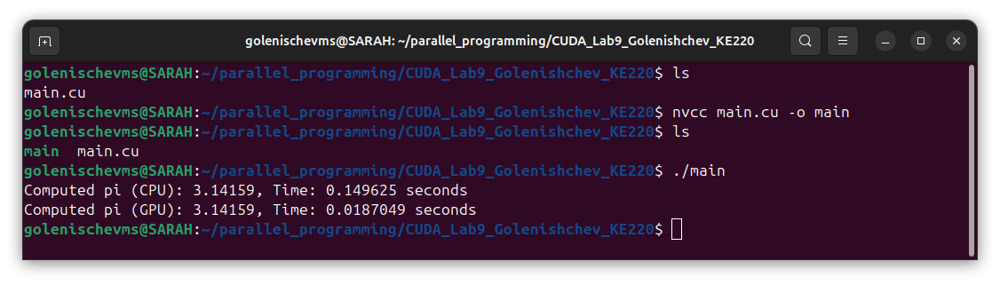 golenischevms@SARAH: ~/parallel_programming/CUDA_Lab9_Golenishchev_KE220
golenischevms@SARAH:~/parallel_programming/CUDA_Lab9_Golenishchev_KE220$ ls
main.cu
golenischevms@SARAH:~/parallel_programming/CUDA_Lab9_Golenishchev_KE220$ nvcc main.cu -o main
golenischevms@SARAH:~/parallel_programming/CUDA_Lab9_Golenishchev_KE220$ ls
main  main.cu
golenischevms@SARAH:~/parallel_programming/CUDA_Lab9_Golenishchev_KE220$ ./main
Computed pi (CPU): 3.14159, Time: 0.149625 seconds
Computed pi (GPU): 3.14159, Time: 0.0187049 seconds
golenischevms@SARAH:~/parallel_programming/CUDA_Lab9_Golenishchev_KE220$